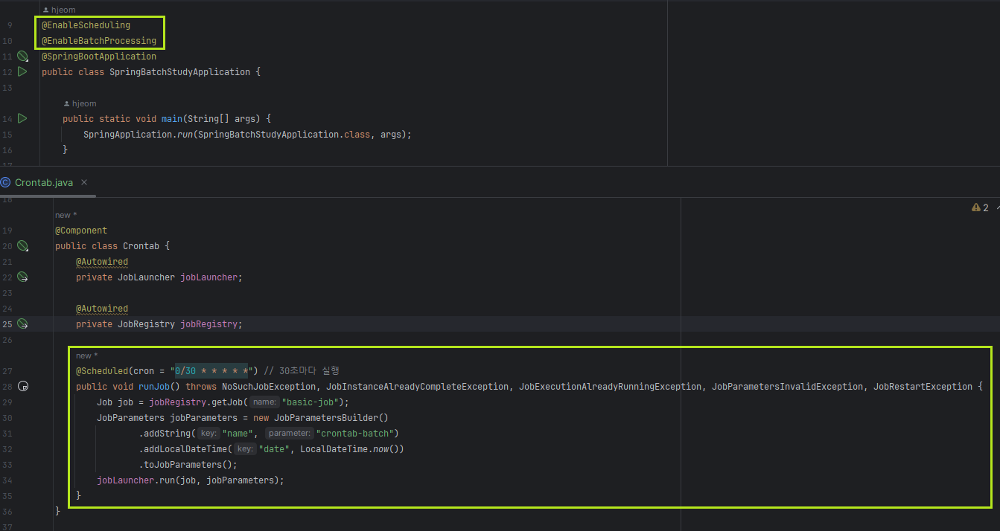 hjeom
9 @EnableScheduling
10 @EnableBatchProcessing
11 @SpringBootApplication
12 public class SpringBatchStudyApplication {
13
hjeom
14 public static void main(String[] args) {
15 SpringApplication.run(SpringBatchStudyApplication.class, args);
16 }
17
Crontab.java ×
18
2
new *
19 @Component
20 public class Crontab {
21 @Autowired
22 private JobLauncher jobLauncher;
23
24 @Autowired
25 private JobRegistry jobRegistry;
26
new *
27 @Scheduled(cron = "0/30 * * * * *") // 30초마다 실행
28 public void runJob() throws NoSuchJobException, JobInstanceAlreadyCompleteException, JobExecutionAlreadyRunningException, JobParametersInvalidException, JobRestartException {
29 Job job = jobRegistry.getJob( name: "basic-job");
30 JobParameters jobParameters = new JobParametersBuilder()
31 .addString( key: "name", parameter: "crontab-batch")
32 .addLocalDateTime( key: "date", LocalDateTime.now())
33 .toJobParameters();
34 jobLauncher.run(job, jobParameters);
35 }
36 }
37